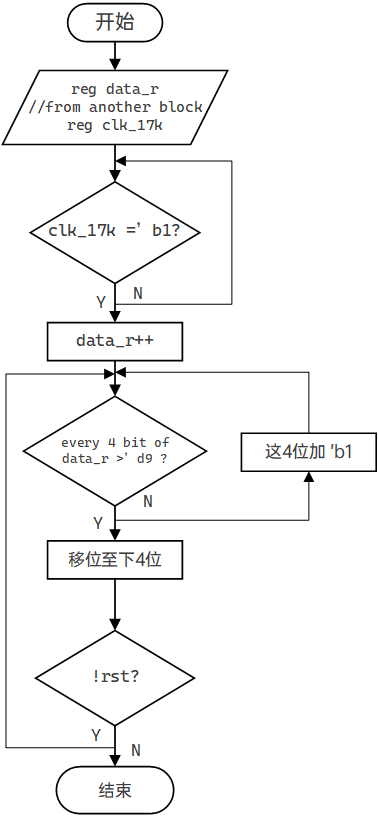 开始
reg data_r
//from another block
reg clk_17k
clk_17k =’b1?
N
Y
data_r++
every 4 bit of
data_r >’d9 ?
这4位加 'b1
N
Y
移位至下4位
!rst?
Y
N
结束